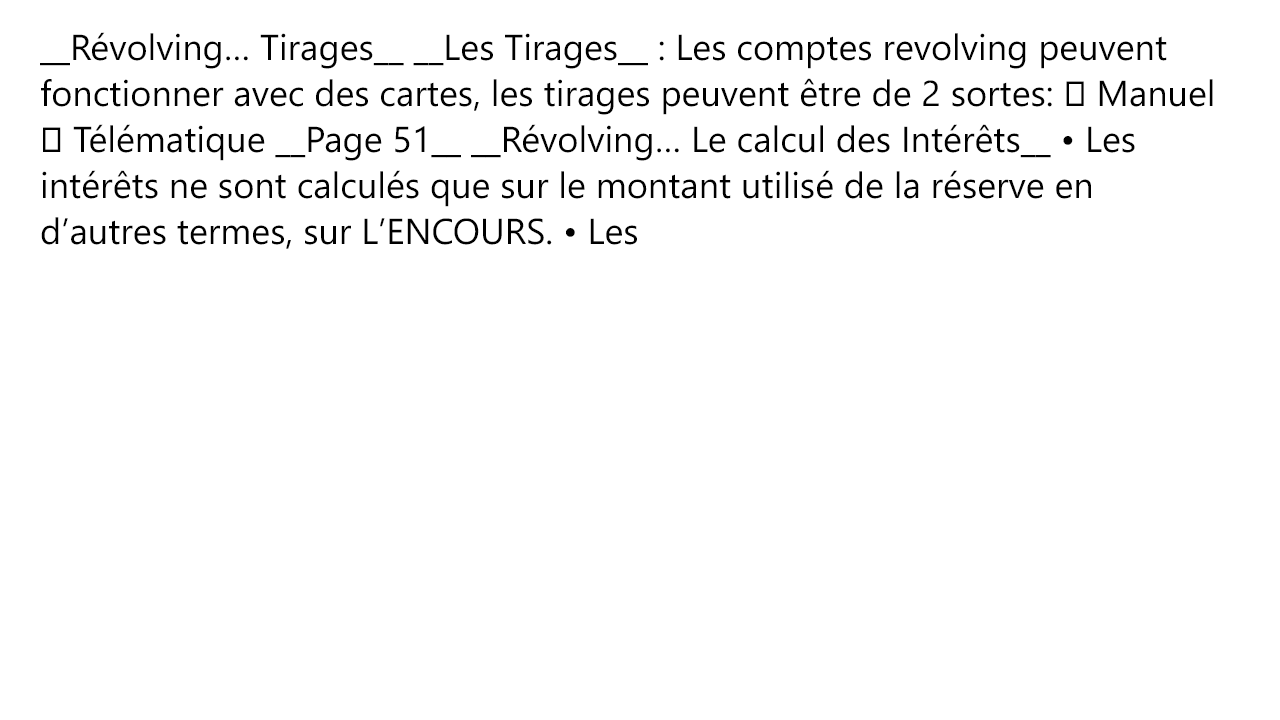 __Révolving... Tirages__ __Les Tirages__ : Les comptes revolving peuvent
fonctionner avec des cartes, les tirages peuvent être de 2 sortes:  Manuel
 Télématique __Page 51__ __Révolving... Le calcul des Intérêts__ • Les
intérêts ne sont calculés que sur le montant utilisé de la réserve en
d’autres termes, sur L’ENCOURS. • Les